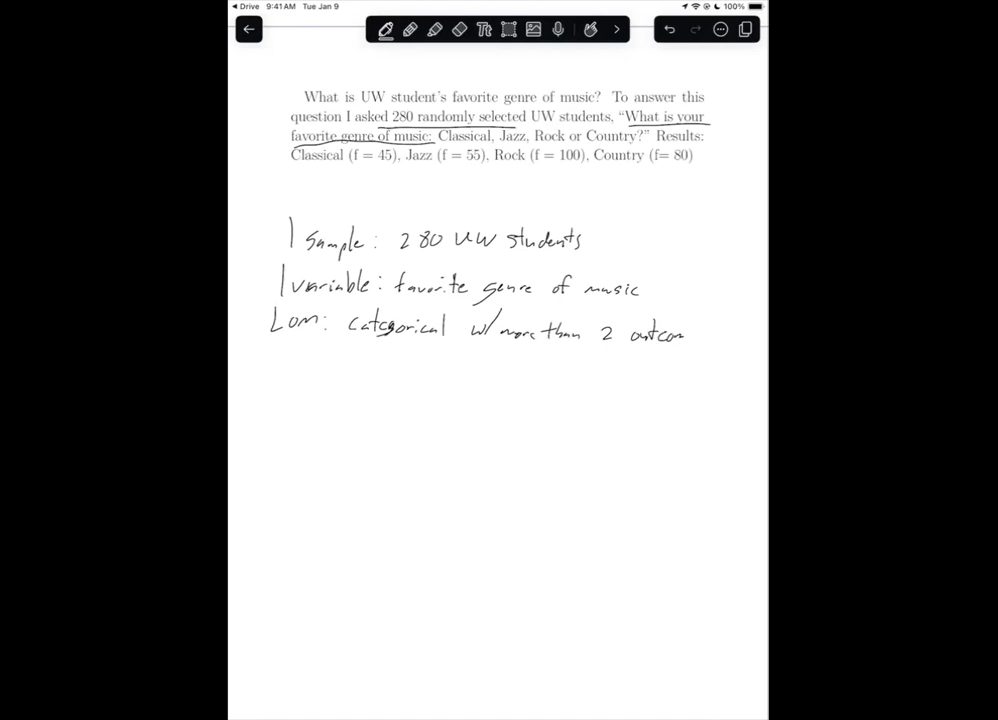 Drive 9:41 AM Tue Jan 9 100%
Tt
What is UW student's favorite genre of music? To answer this
question I asked 280 randomly selected UW students, "What is your
favorite genre of music: Classical, Jazz, Rock or Country?" Results:
Classical (f = 45), Jazz (f = 55), Rock (f = 100), Country (f= 80)
1 sample: 280 UW students
1 variable: favorite genre of music
LOM: categorical w/ more than 2 outcom